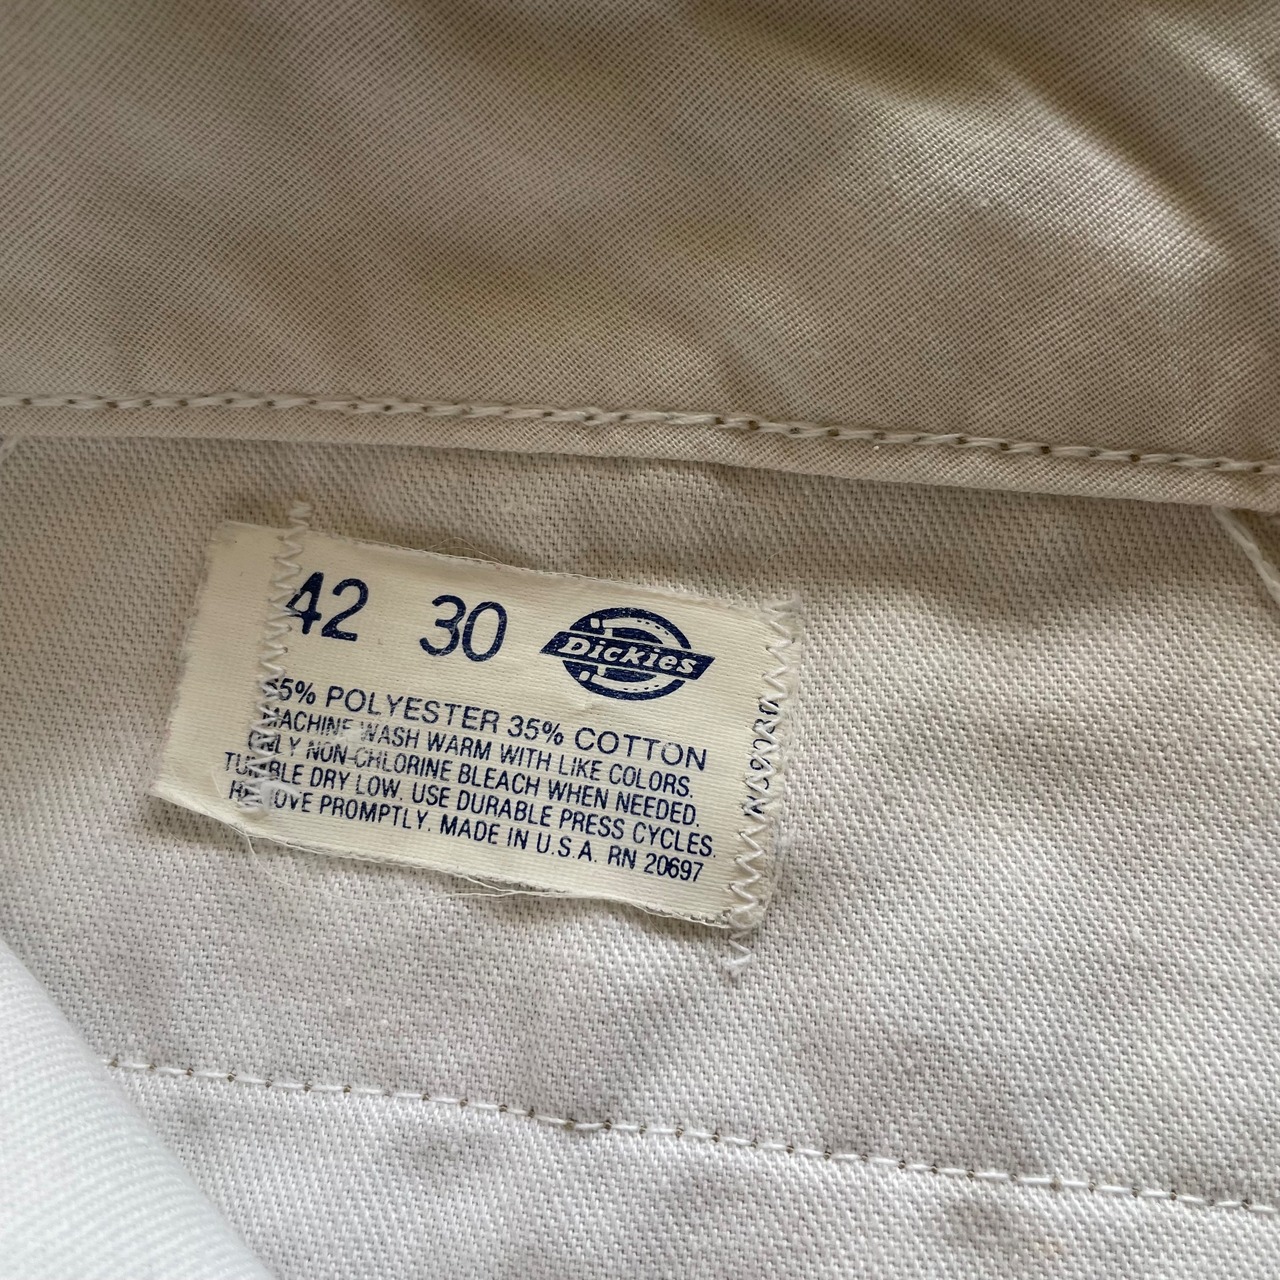 42 30 Dickies
65% POLYESTER 35% COTTON
MACHINE WASH WARM WITH LIKE COLORS.
ONLY NON-CHLORINE BLEACH WHEN NEEDED.
TUMBLE DRY LOW. USE DURABLE PRESS CYCLES.
REMOVE PROMPTLY. MADE IN U.S.A. RN 20697